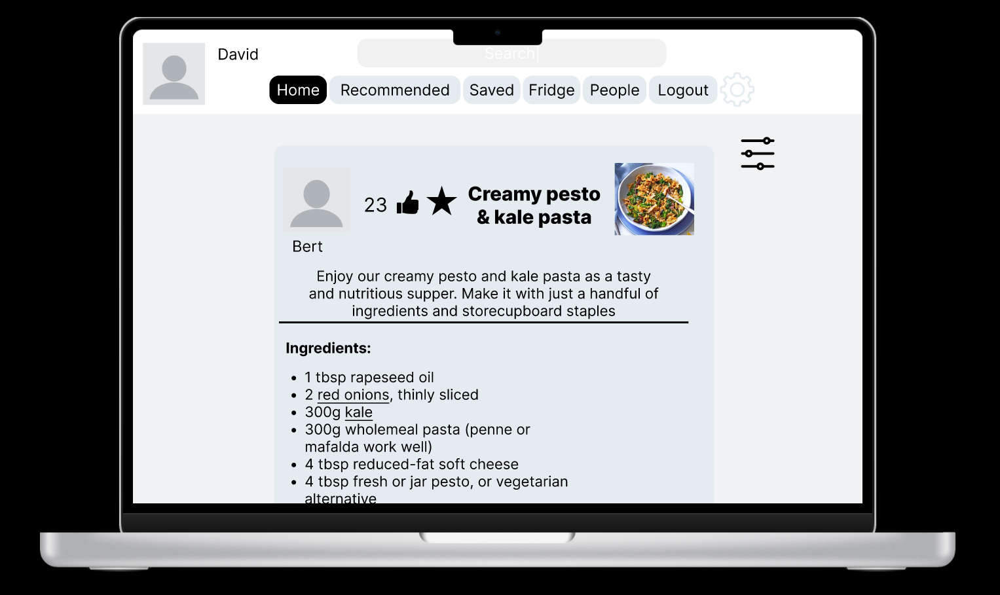 David
Search
Home Recommended Saved Fridge People Logout
23
Creamy pesto
& kale pasta
Bert
Enjoy our creamy pesto and kale pasta as a tasty
and nutritious supper. Make it with just a handful of
ingredients and storecupboard staples
Ingredients:
• 1 tbsp rapeseed oil
• 2 red onions, thinly sliced
• 300g kale
• 300g wholemeal pasta (penne or
mafalda work well)
• 4 tbsp reduced-fat soft cheese
• 4 tbsp fresh or jar pesto, or vegetarian
alternative